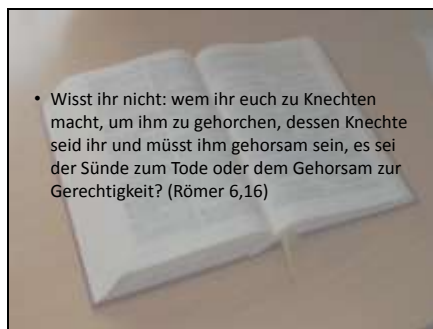 • Wisst ihr nicht: wem ihr euch zu Knechten
macht, um ihm zu gehorchen, dessen Knechte
seid ihr und müsst ihm gehorsam sein, es sei
der Sünde zum Tode oder dem Gehorsam zur
Gerechtigkeit? (Römer 6,16)